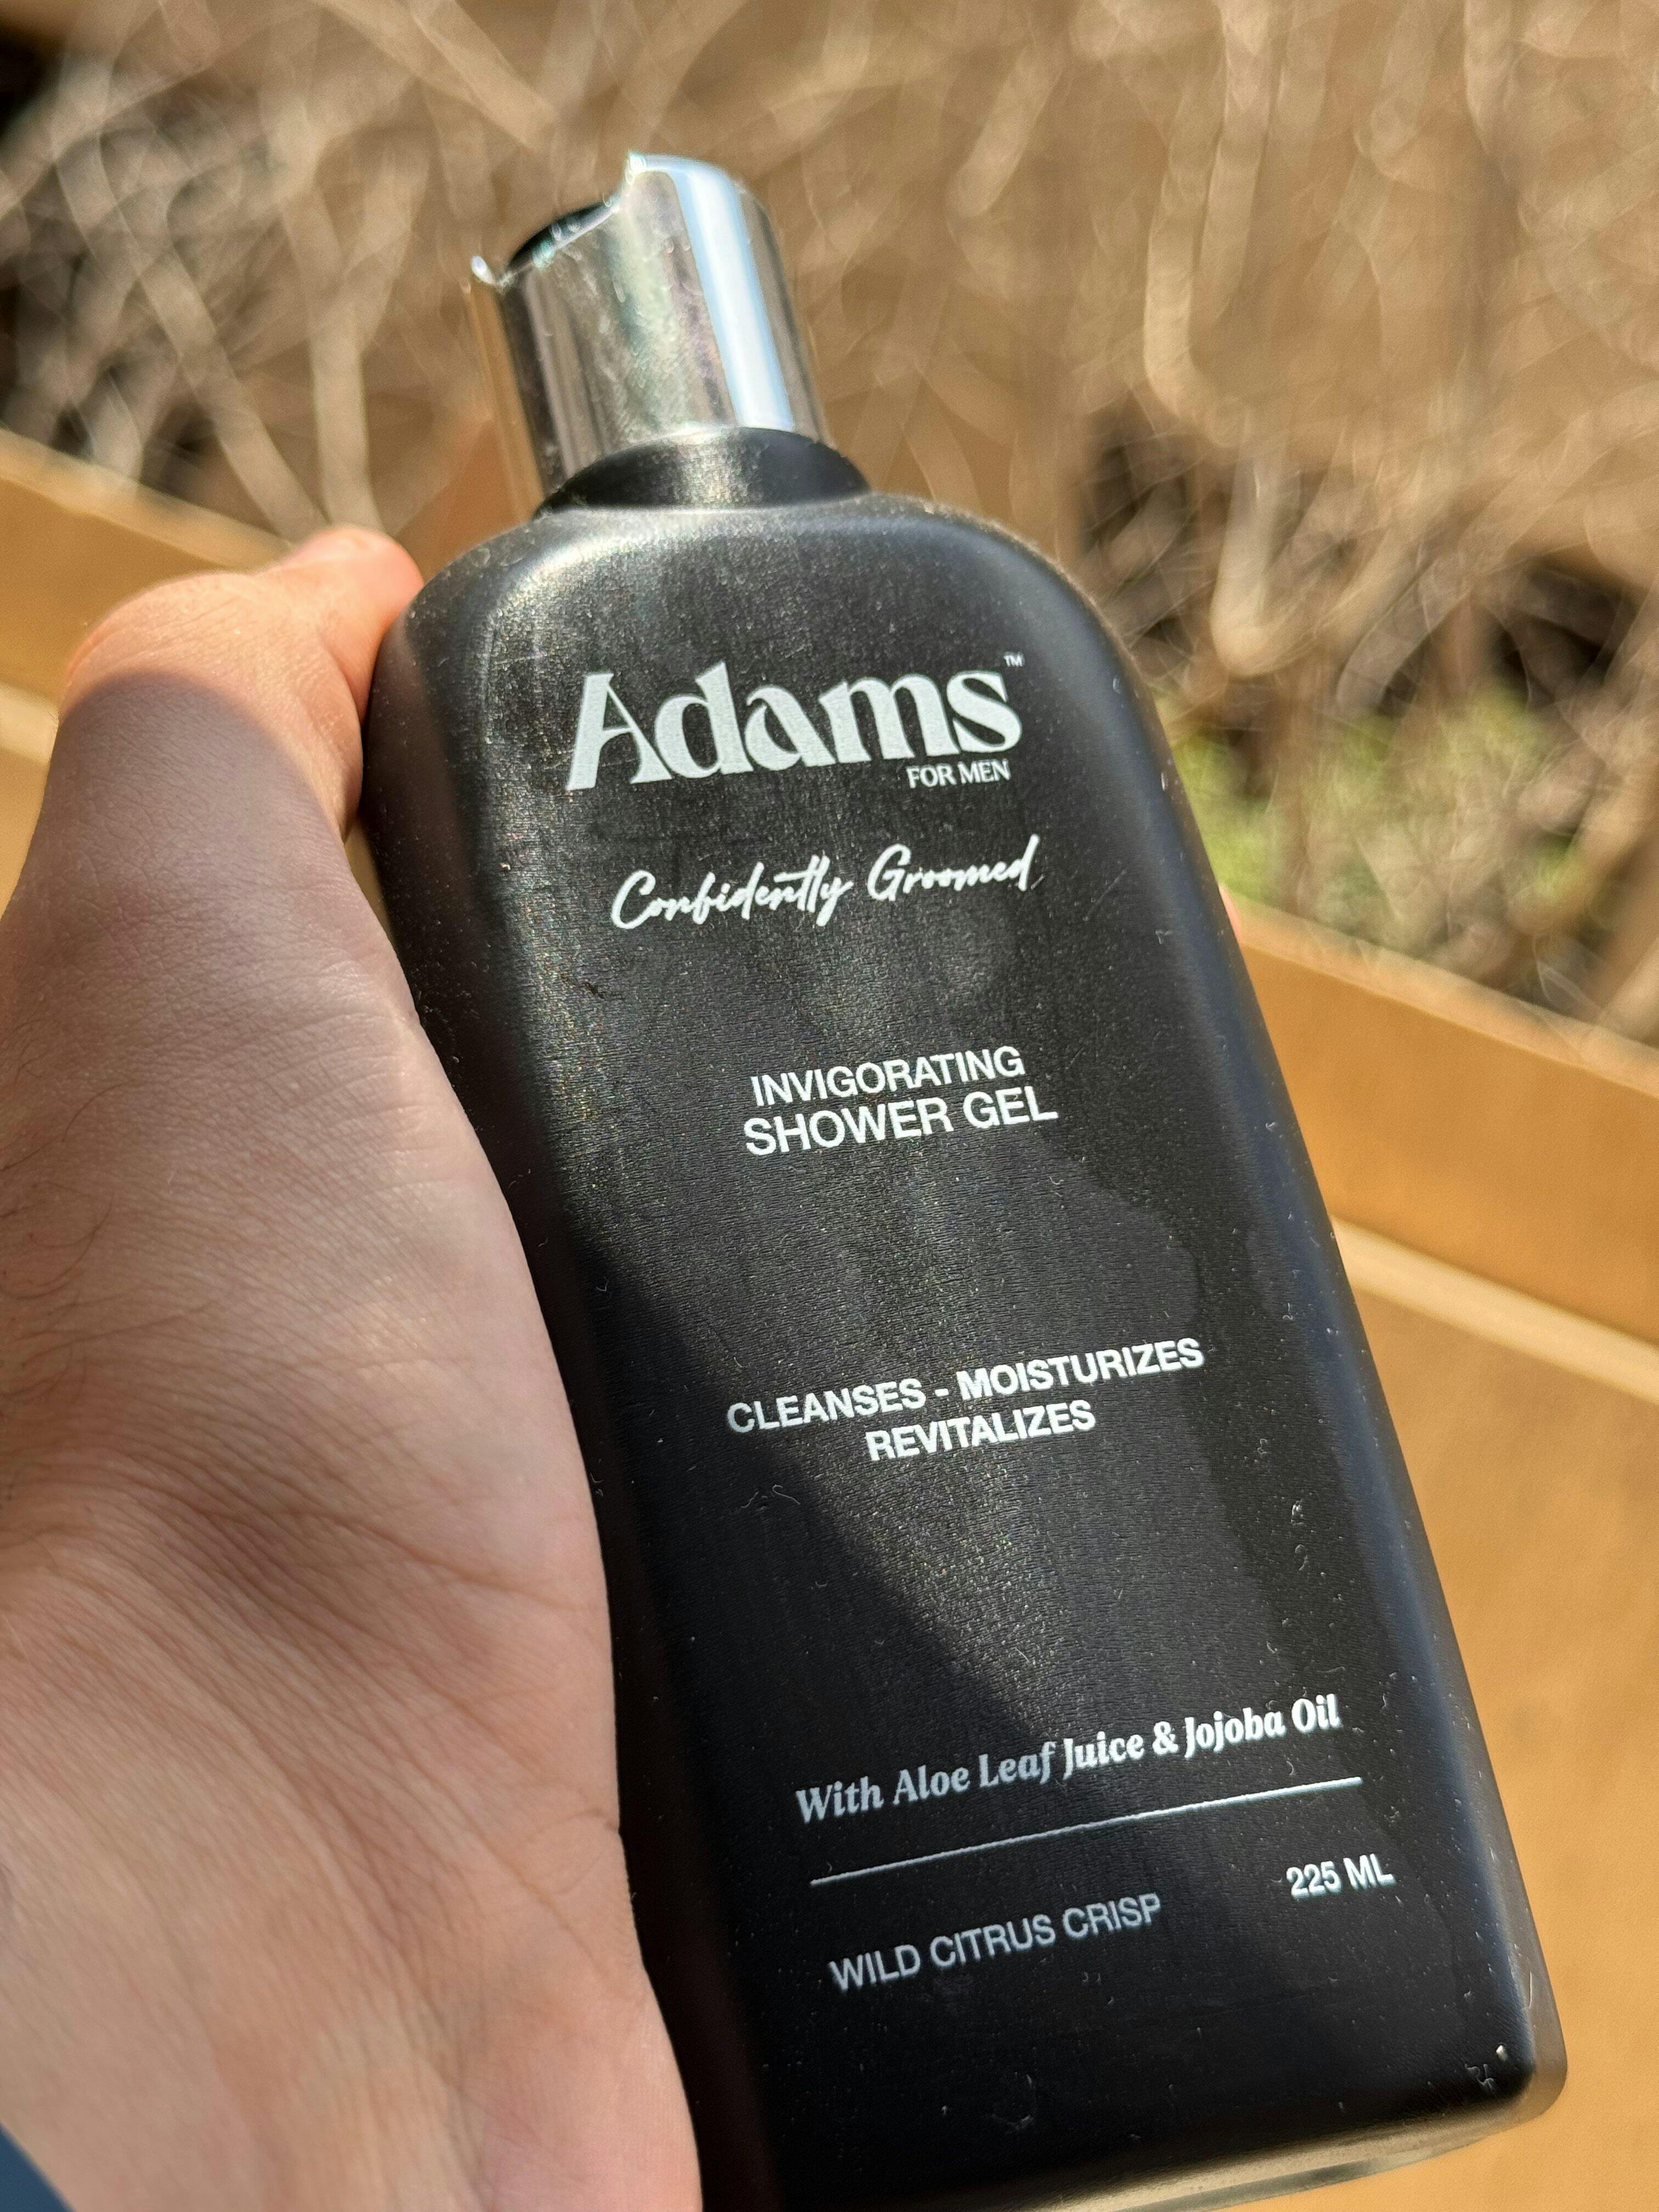 Adams™
FOR MEN
Confidently Groomed
INVIGORATING
SHOWER GEL
CLEANSES - MOISTURIZES
REVITALIZES
With Aloe Leaf Juice & Jojoba Oil
225 ML
WILD CITRUS CRISP